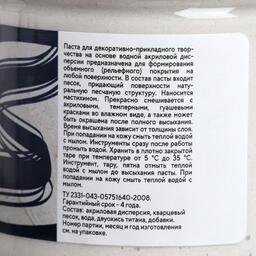 Паста для декоративно-прикладного твор-
чества на основе водной акриловой дис-
персии предназначена для формирования
объемного (рельефного) покрытия на
любой поверхности. В состав пасты входит
песок, придающий поверхности нату-
ральную песчаную структуру. Наносится
мастихином. Прекрасно смешивается с
акриловыми, темперными, гуашевыми
красками во влажном виде, а также может
быть окрашена после полного высыхания.
Время высыхания зависит от толщины слоя.
При попадании на кожу смыть теплой водой
с мылом. Инструменты сразу после работы
промыть водой. Хранить в плотно закрытой
таре при температуре от 5 °С до 35 °С.
Инструмент, тару, пятна отмыть теплой
водой с мылом до высыхания пасты. При
попадании на кожу смыть теплой водой с
мылом.
ТУ 2331-043-05751640-2008.
Гарантийный срок - 4 года.
Состав: акриловая дисперсия, кварцевый
песок, вода, двуокись титана, добавки.
Номер партии, месяц и год изготовления
см. на упаковке.